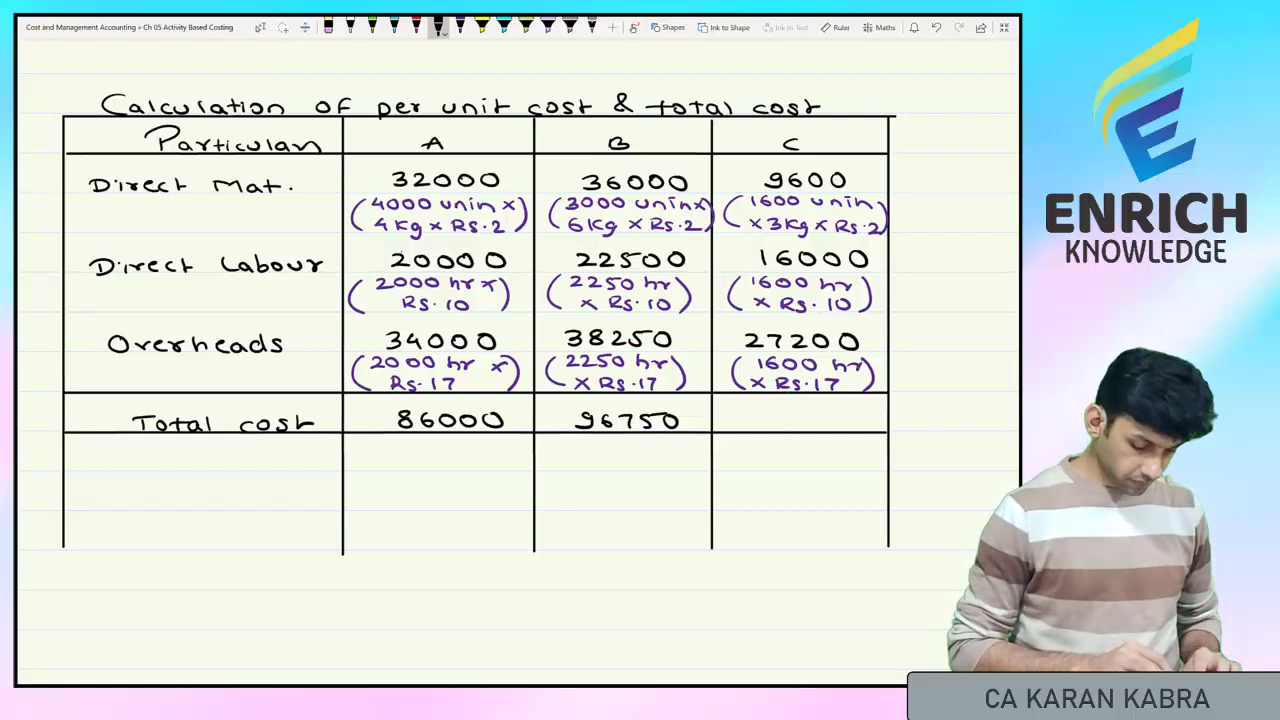 Cost and Management Accounting » Ch 05 Activity Based Costing
Shapes
Ink to Shape
Ink to Text
Ruler
Maths
Calculation of per unit cost & total cost
Particulars A B C
Direct Mat. 32000 36000 9600
(4000 units x 4 kg x Rs. 2) (3000 units x 6 kg x Rs. 2) (1600 units x 3 kg x Rs. 2)
Direct Labour 20000 22500 16000
(2000 hr x Rs. 10) (2250 hr x Rs. 10) (1600 hr x Rs. 10)
Overheads 34000 38250 27200
(2000 hr x Rs. 17) (2250 hr x Rs. 17) (1600 hr x Rs. 17)
Total cost 86000 96750
ENRICH
KNOWLEDGE
CA KARAN KABRA